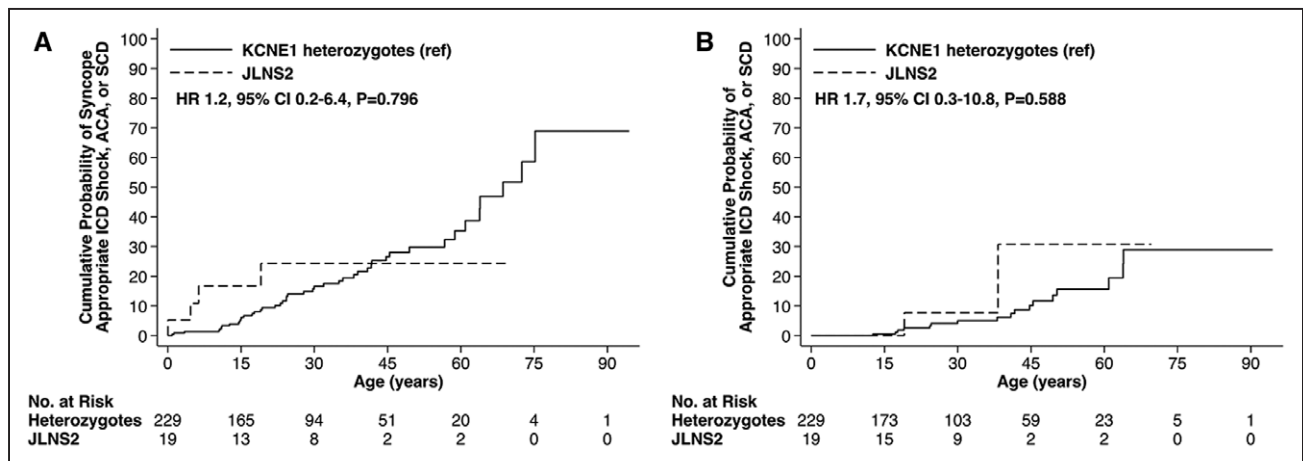 A
Cumulative Probability of Syncope
Appropriate ICD Shock, ACA, or SCD
100
90
80
70
60
50
40
30
20
10
0
KCNE1 heterozygotes (ref)
JLNS2
HR 1.2, 95% CI 0.2-6.4, P=0.796
0 15 30 45 60 75 90
Age (years)
No. at Risk
Heterozygotes 229 165 94 51 20 4 1
JLNS2 19 13 8 2 2 0 0
B
Cumulative Probability of
Appropriate ICD Shock, ACA, or SCD
100
90
80
70
60
50
40
30
20
10
0
KCNE1 heterozygotes (ref)
JLNS2
HR 1.7, 95% CI 0.3-10.8, P=0.588
0 15 30 45 60 75 90
Age (years)
No. at Risk
Heterozygotes 229 173 103 59 23 5 1
JLNS2 19 15 9 2 2 0 0